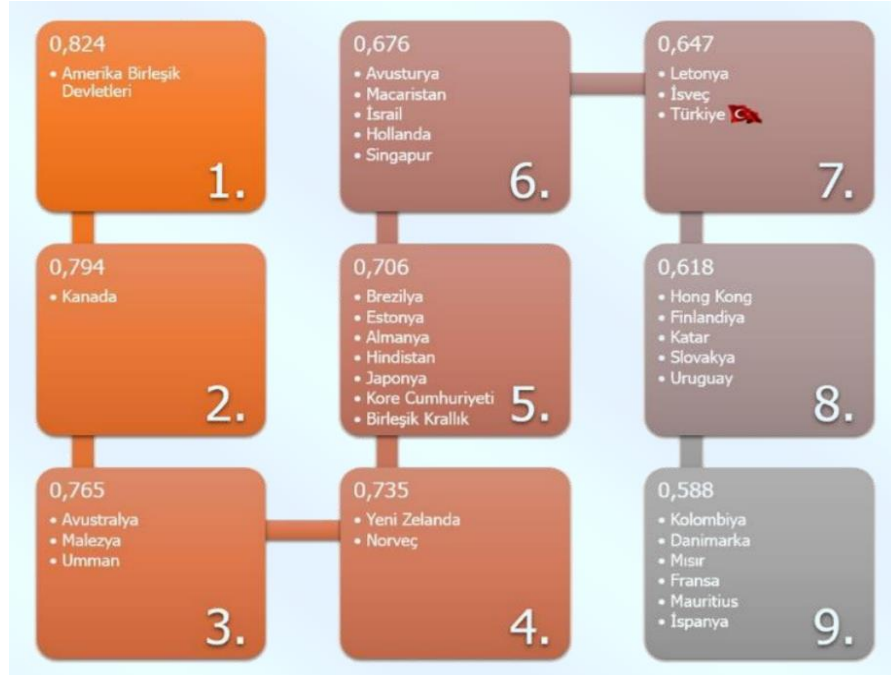 0,824
• Amerika Birleşik
Devletleri
1.
0,794
• Kanada
2.
0,765
• Avustralya
• Malezya
• Umman
3.
0,735
• Yeni Zelanda
• Norveç
4.
0,706
• Brezilya
• Estonya
• Almanya
• Hindistan
• Japonya
• Kore Cumhuriyeti
• Birleşik Krallık
5.
0,676
• Avusturya
• Macaristan
• İsrail
• Hollanda
• Singapur
6.
0,647
• Letonya
• İsveç
• Türkiye
7.
0,618
• Hong Kong
• Finlandiya
• Katar
• Slovakya
• Uruguay
8.
0,588
• Kolombiya
• Danimarka
• Mısır
• Fransa
• Mauritius
• İspanya
9.